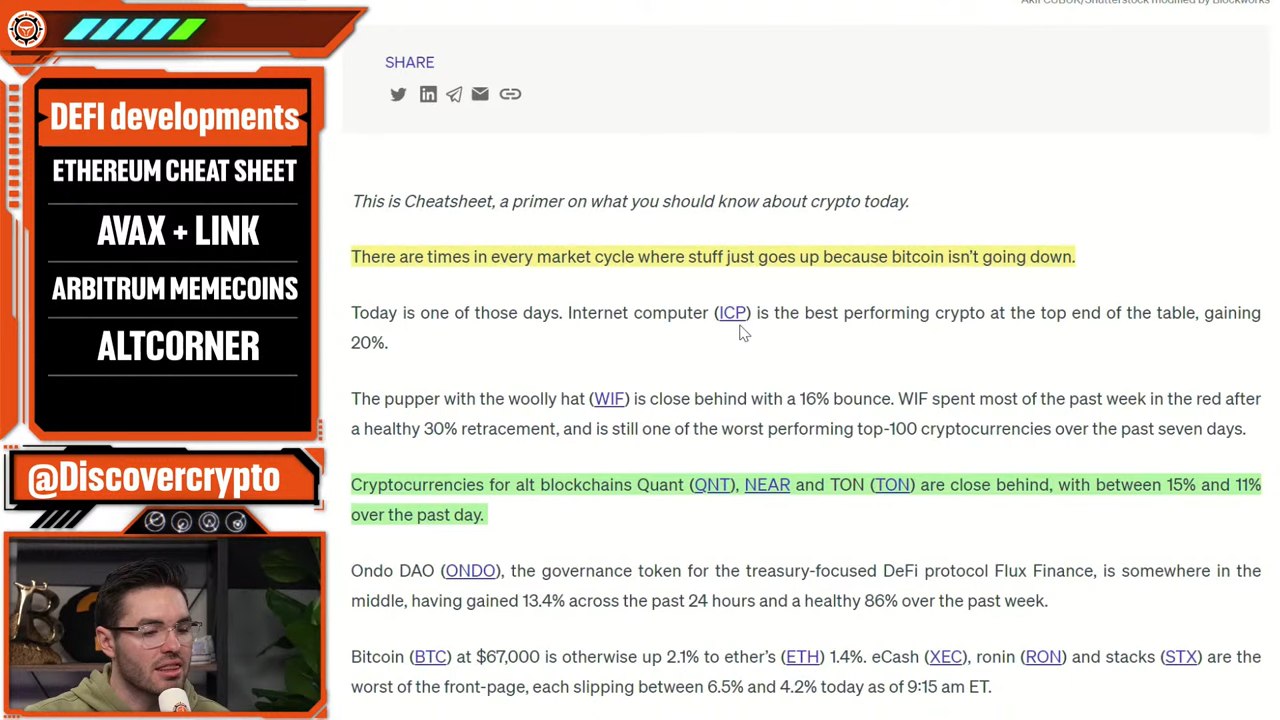 Akif CUBUK/Shutterstock modified by Blockworks
DEFI developments
ETHEREUM CHEAT SHEET
AVAX + LINK
ARBITRUM MEMECOINS
ALTCORNER
@Discovercrypto
SHARE
This is Cheatsheet, a primer on what you should know about crypto today.
There are times in every market cycle where stuff just goes up because bitcoin isn't going down.
Today is one of those days. Internet computer (ICP) is the best performing crypto at the top end of the table, gaining
20%.
The pupper with the woolly hat (WIF) is close behind with a 16% bounce. WIF spent most of the past week in the red after
a healthy 30% retracement, and is still one of the worst performing top-100 cryptocurrencies over the past seven days.
Cryptocurrencies for alt blockchains Quant (QNT), NEAR and TON (TON) are close behind, with between 15% and 11%
over the past day.
Ondo DAO (ONDO), the governance token for the treasury-focused DeFi protocol Flux Finance, is somewhere in the
middle, having gained 13.4% across the past 24 hours and a healthy 86% over the past week.
Bitcoin (BTC) at $67,000 is otherwise up 2.1% to ether's (ETH) 1.4%. eCash (XEC), ronin (RON) and stacks (STX) are the
worst of the front-page, each slipping between 6.5% and 4.2% today as of 9:15 am ET.